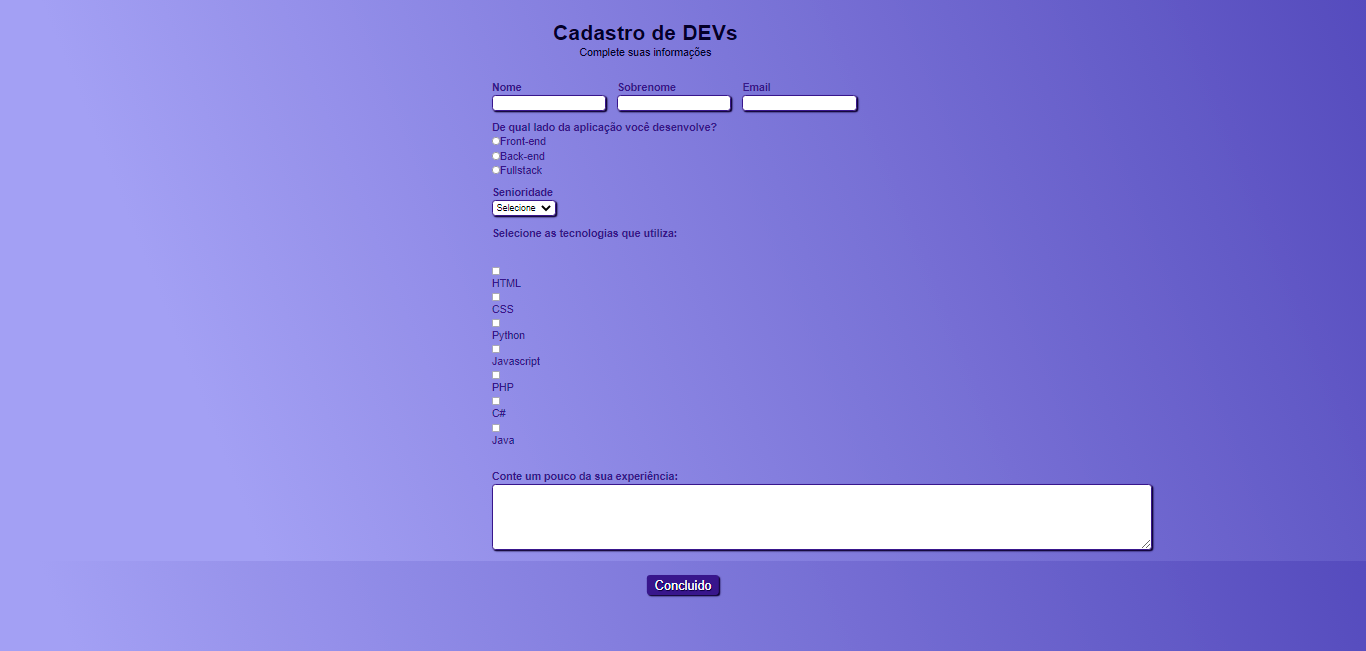 Cadastro de DEVs
Complete suas informações
Nome Sobrenome Email
De qual lado da aplicação você desenvolve?
Front-end
Back-end
Fullstack
Senioridade
Selecione
Selecione as tecnologias que utiliza:
HTML
CSS
Python
Javascript
PHP
C#
Java
Conte um pouco da sua experiência:
Concluido